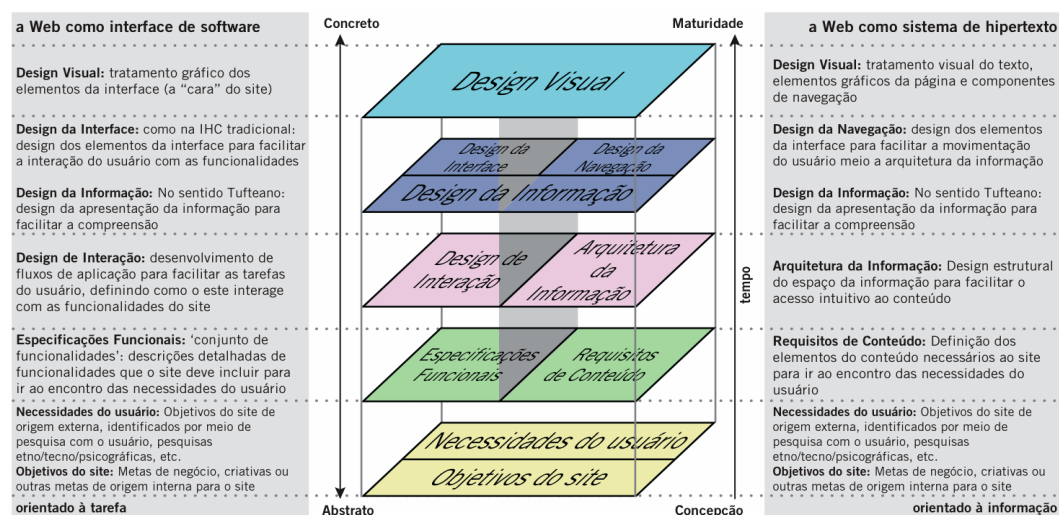 a Web como interface de software
Design Visual: tratamento gráfico dos
elementos da interface (a “cara” do site)
Design da Interface: como na IHC tradicional:
design dos elementos da interface para facilitar
a interação do usuário com as funcionalidades
Design da Informação: No sentido Tufteano:
design da apresentação da informação para
facilitar a compreensão
Design de Interação: desenvolvimento de
fluxos de aplicação para facilitar as tarefas
do usuário, definindo como o este interage
com as funcionalidades do site
Especificações Funcionais: ‘conjunto de
funcionalidades’: descrições detalhadas de
funcionalidades que o site deve incluir para
ir ao encontro das necessidades do usuário
Necessidades do usuário: Objetivos do site de
origem externa, identificados por meio de
pesquisa com o usuário, pesquisas
etno/tecno/psicográficas, etc.
Objetivos do site: Metas de negócio, criativas ou
outras metas de origem interna para o site
orientado à tarefa
Concreto
Maturidade
Design Visual
Design da
Interface
Design da
Navegação
Design da Informação
Design de
Interação
Arquitetura
da
Informação
Especificações
Funcionais
Requisitos
de Conteúdo
Necessidades do usuário
Objetivos do site
tempo
Abstrato
Concepção
a Web como sistema de hipertexto
Design Visual: tratamento visual do texto,
elementos gráficos da página e componentes
de navegação
Design da Navegação: design dos elementos
da interface para facilitar a movimentação
do usuário meio a arquitetura da informação
Design da Informação: No sentido Tufteano:
design da apresentação da informação para
facilitar a compreensão
Arquitetura da Informação: Design estrutural
do espaço da informação para facilitar o
acesso intuitivo ao conteúdo
Requisitos de Conteúdo: Definição dos
elementos do conteúdo necessários ao site
para ir ao encontro das necessidades do
usuário
Necessidades do usuário: Objetivos do site de
origem externa, identificados por meio de
pesquisa com o usuário, pesquisas
etno/tecno/psicográficas, etc.
Objetivos do site: Metas de negócio, criativas ou
outras metas de origem interna para o site
orientado à informação